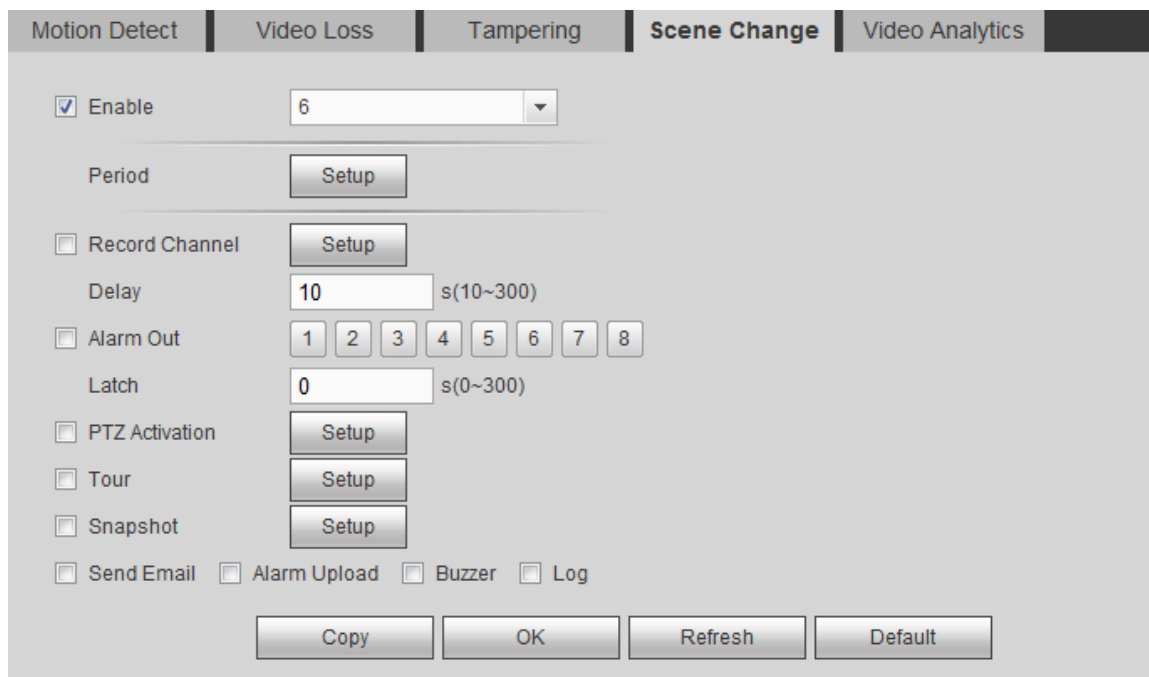 Motion Detect Video Loss Tampering Scene Change Video Analytics
Enable 6
Period Setup
Record Channel Setup
Delay 10 s(10~300)
Alarm Out 1 2 3 4 5 6 7 8
Latch 0 s(0~300)
PTZ Activation Setup
Tour Setup
Snapshot Setup
Send Email Alarm Upload Buzzer Log
Copy OK Refresh Default